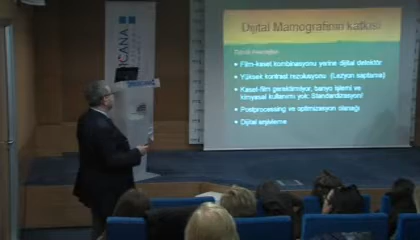 Dijital Mamografinin katkısı
Film-kaset kombinasyonu yerine dijital dedektör
Yüksek kontrast rezolüsyonu (Lezyon saptama)
Kaset-film gerektirmiyor, banyo işlemi ve
kimyasal kullanımı yok: Standardizasyon!
Postprocessing ve optimizasyon olanağı
Dijital arşivleme